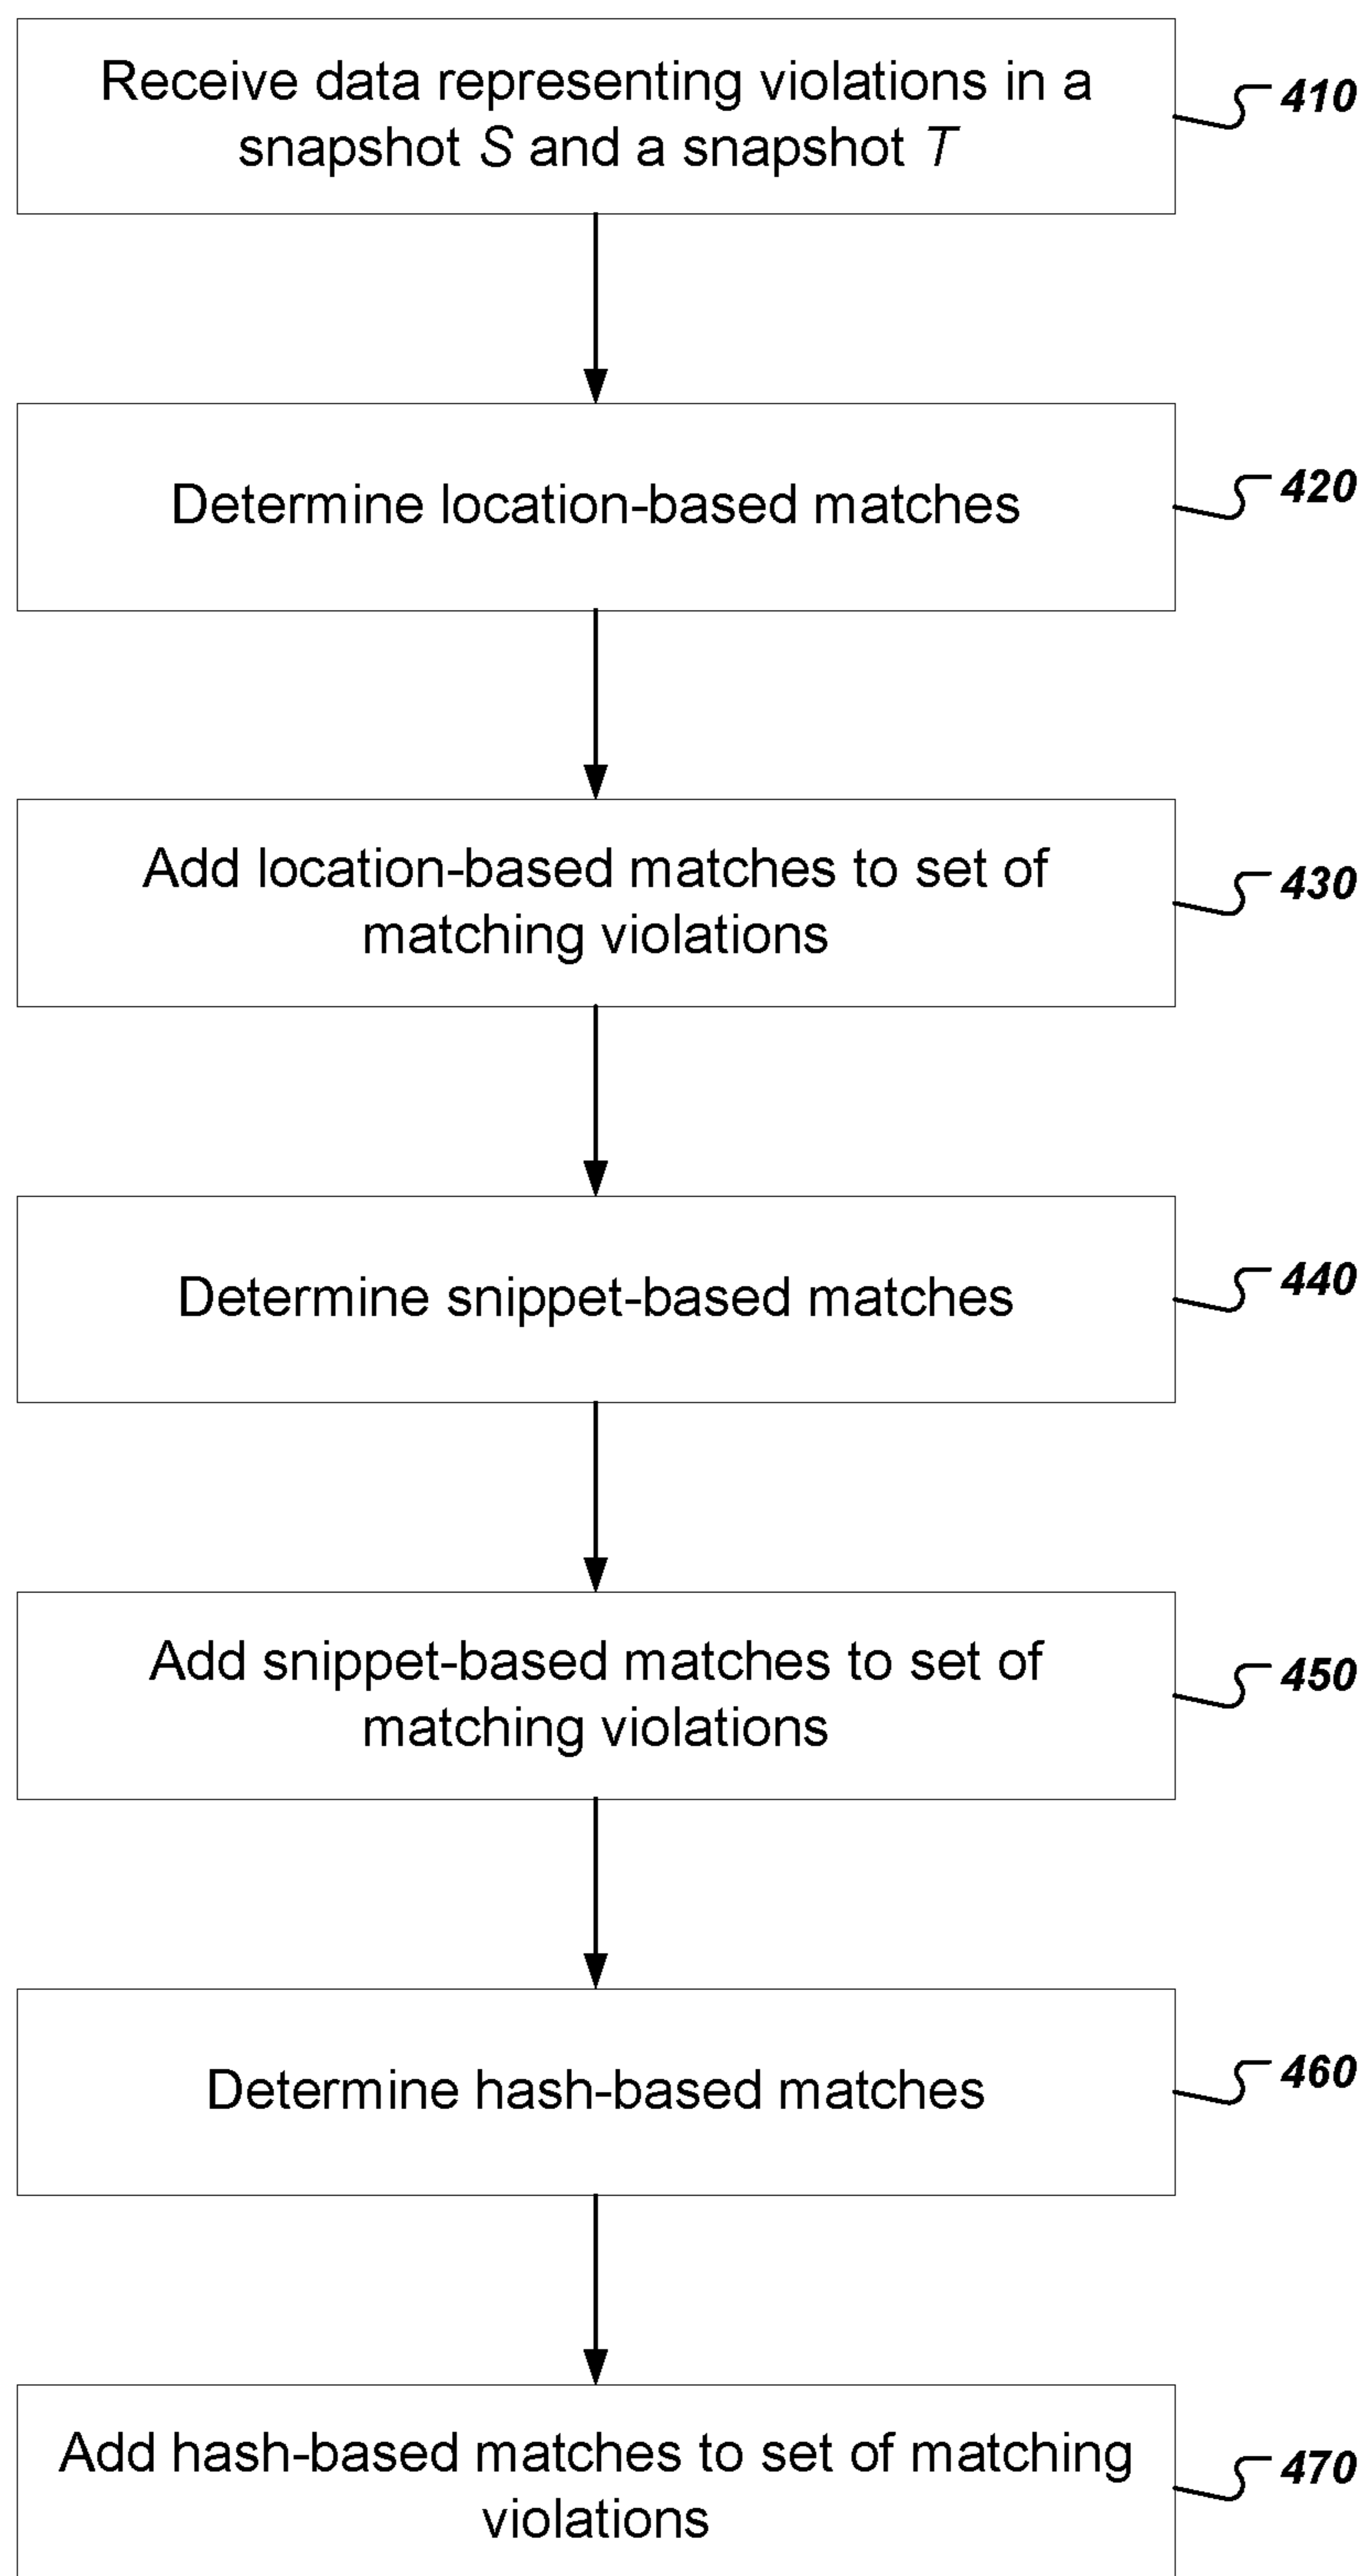 Receive data representing violations in a
snapshot S and a snapshot T
410
Determine location-based matches
420
Add location-based matches to set of
matching violations
430
Determine snippet-based matches
440
Add snippet-based matches to set of
matching violations
450
Determine hash-based matches
460
Add hash-based matches to set of matching
violations
470